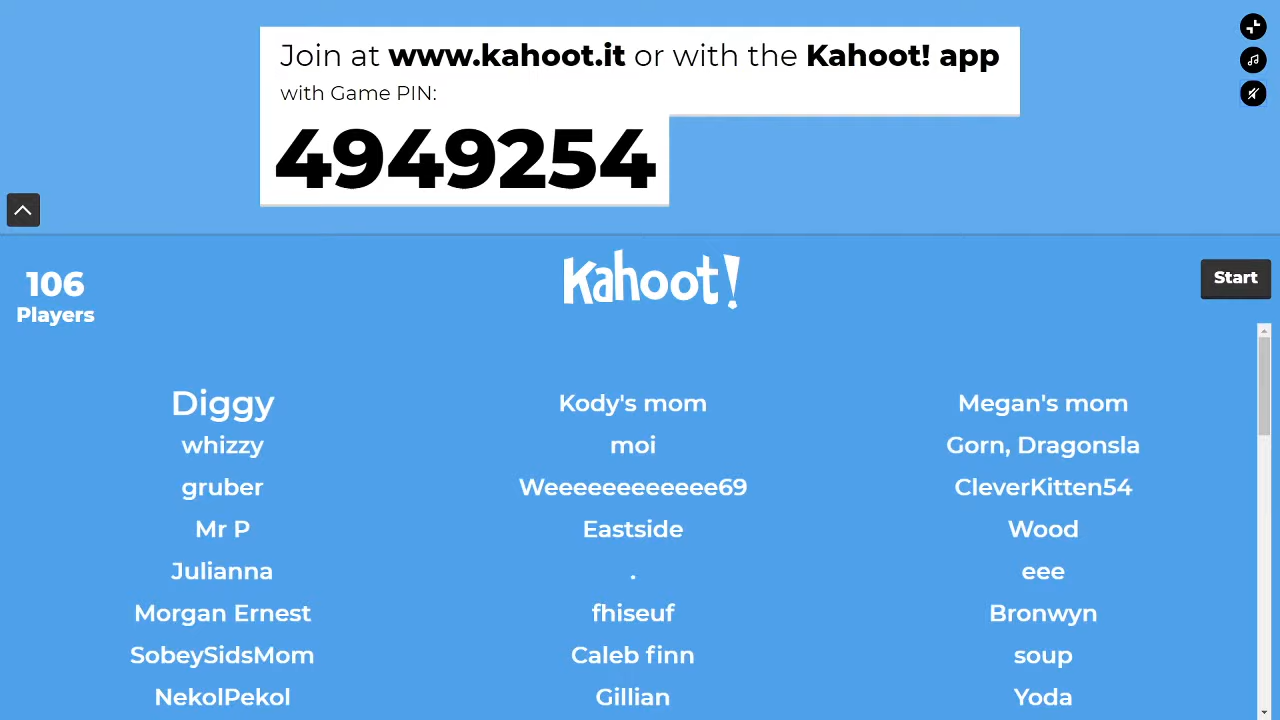 Join at www.kahoot.it or with the Kahoot! app
with Game PIN:
4949254
106
Players
Kahoot!
Start
Diggy Kody's mom Megan's mom
whizzy moi Gorn, Dragonsla
gruber Weeeeeeeeeeee69 CleverKitten54
Mr P Eastside Wood
Julianna . eee
Morgan Ernest fhiseuf Bronwyn
SobeySidsMom Caleb finn soup
NekolPekol Gillian Yoda